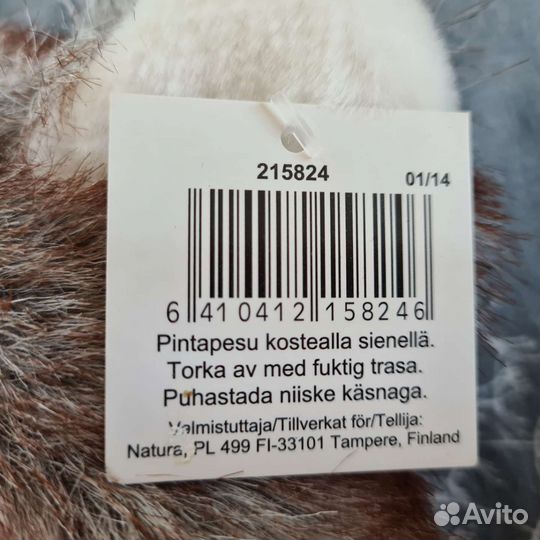 215824
01/14
6 410412 158246
Pintapesu kostealla sienellä.
Torka av med fuktig trasa.
Puhastada niiske käsnaga.
Valmistuttaja/Tillverkat för/Tellija:
Natura, PL 499 FI-33101 Tampere, Finland
Avito